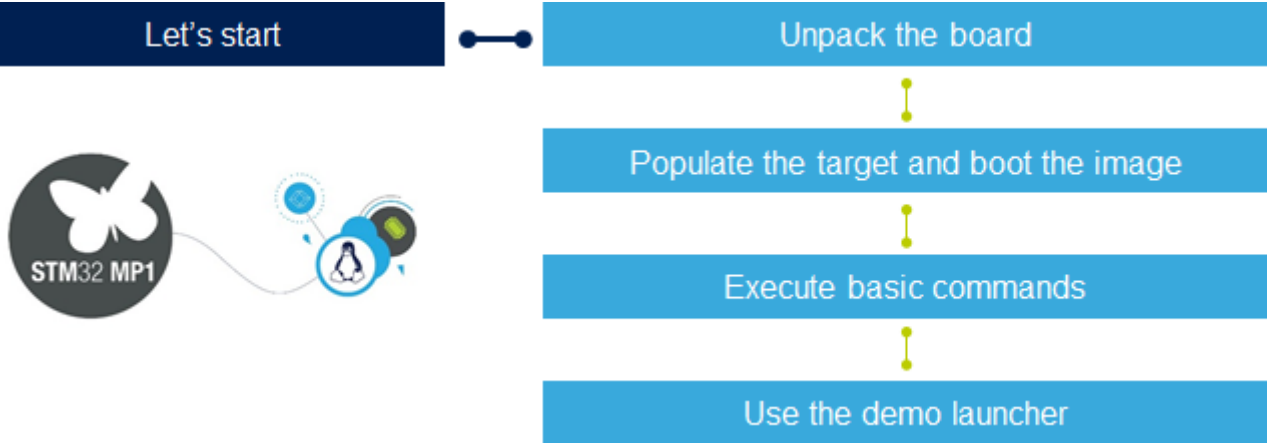 Let's start
Unpack the board
Populate the target and boot the image
STM32 MP1
Execute basic commands
Use the demo launcher